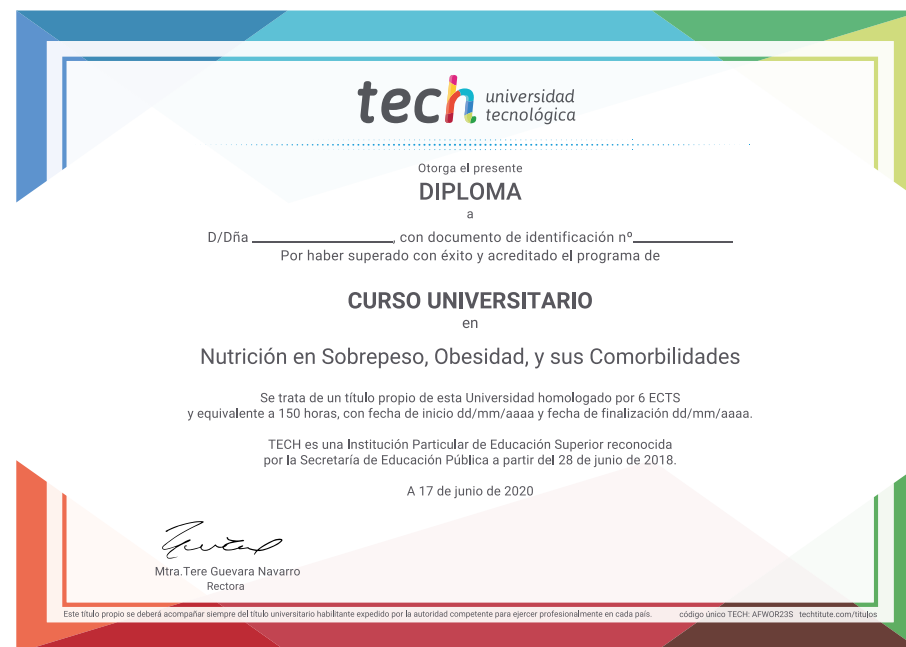 tech universidad
tecnológica
Otorga el presente
DIPLOMA
a
D/Dña ____________________, con documento de identificación nº______________
Por haber superado con éxito y acreditado el programa de
CURSO UNIVERSITARIO
en
Nutrición en Sobrepeso, Obesidad, y sus Comorbilidades
Se trata de un título propio de esta Universidad homologado por 6 ECTS
y equivalente a 150 horas, con fecha de inicio dd/mm/aaaa y fecha de finalización dd/mm/aaaa.
TECH es una Institución Particular de Educación Superior reconocida
por la Secretaría de Educación Pública a partir del 28 de junio de 2018.
A 17 de junio de 2020
Mtra.Tere Guevara Navarro
Rectora
Este título propio se deberá acompañar siempre del título universitario habilitante expedido por la autoridad competente para ejercer profesionalmente en cada país. código único TECH: AFWOR23S techtitute.com/títulos